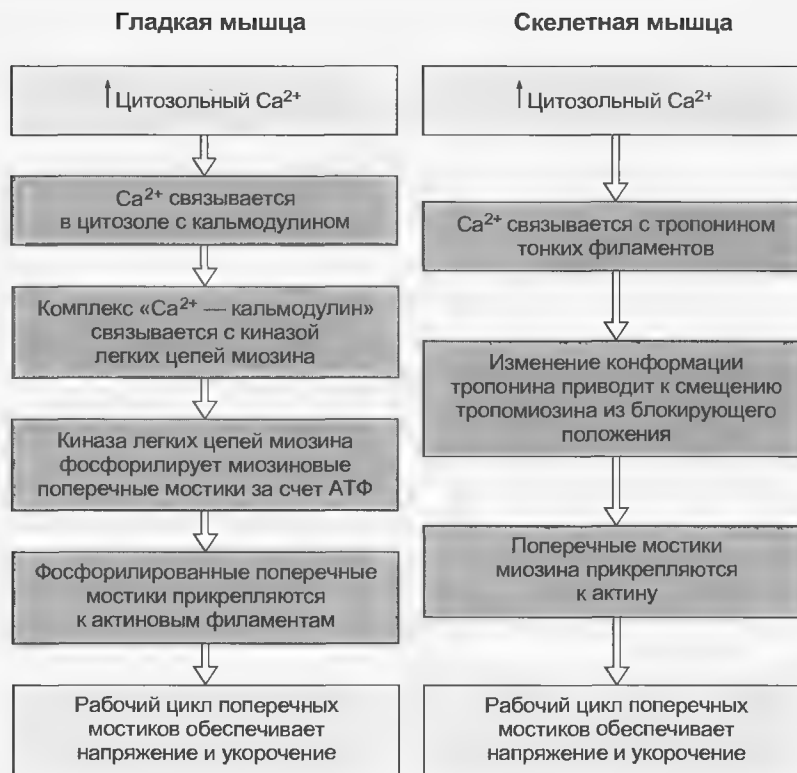 Гладкая мышца
↑ Цитозольный Ca²⁺
Ca²⁺ связывается
в цитозоле с кальмодулином
Комплекс «Ca²⁺ — кальмодулин»
связывается с киназой
легких цепей миозина
Киназа легких цепей миозина
фосфорилирует миозиновые
поперечные мостики за счет АТФ
Фосфорилированные поперечные
мостики прикрепляются
к актиновым филаментам
Рабочий цикл поперечных
мостиков обеспечивает
напряжение и укорочение
Скелетная мышца
↑ Цитозольный Ca²⁺
Ca²⁺ связывается с тропонином
тонких филаментов
Изменение конформации
тропонина приводит к смещению
тропомиозина из блокирующего
положения
Поперечные мостики
миозина прикрепляются
к актину
Рабочий цикл поперечных
мостиков обеспечивает
напряжение и укорочение